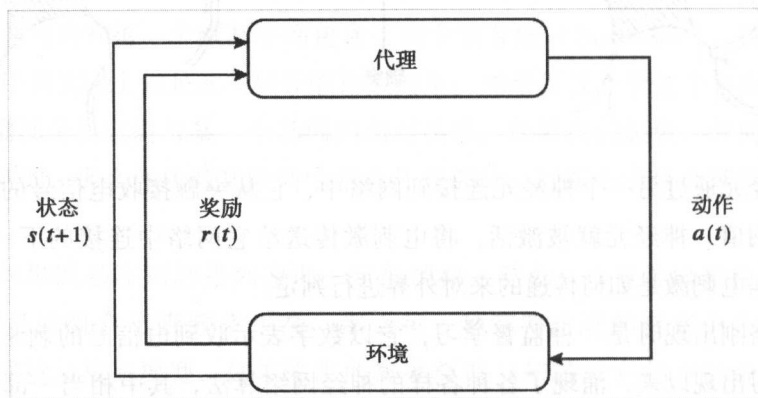 代理
状态
s(t+1)
奖励
r(t)
动作
a(t)
环境